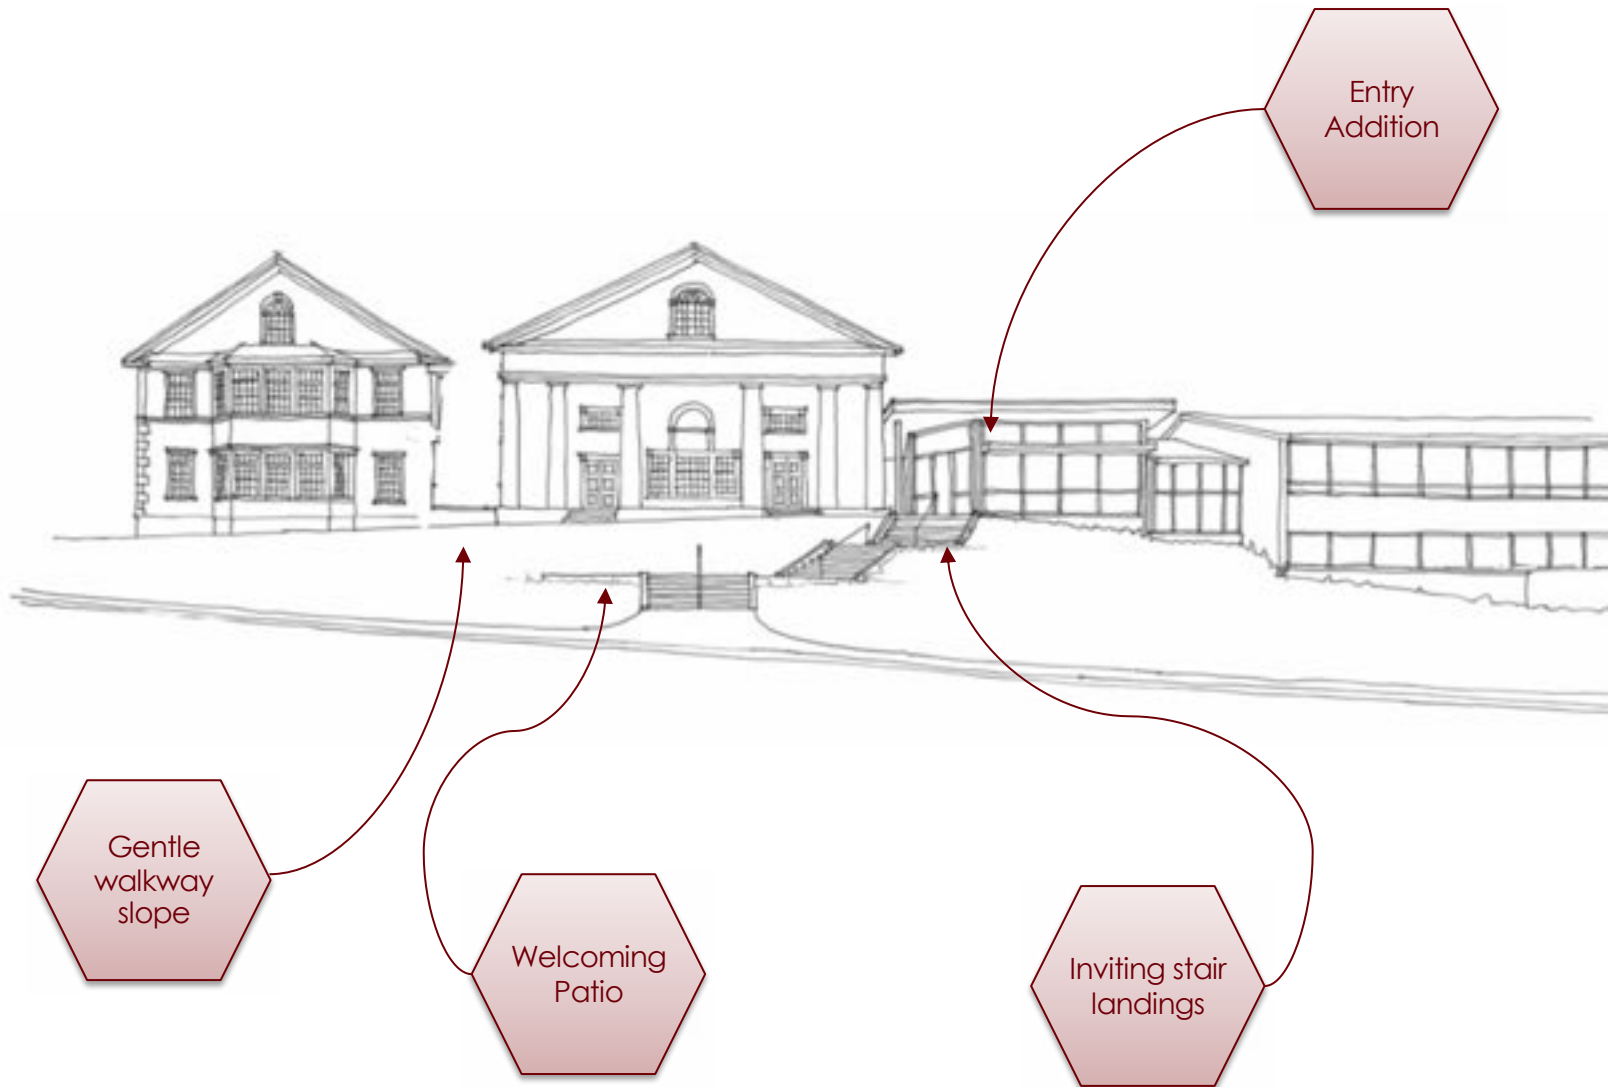 Entry
Addition
Gentle
walkway
slope
Welcoming
Patio
Inviting stair
landings